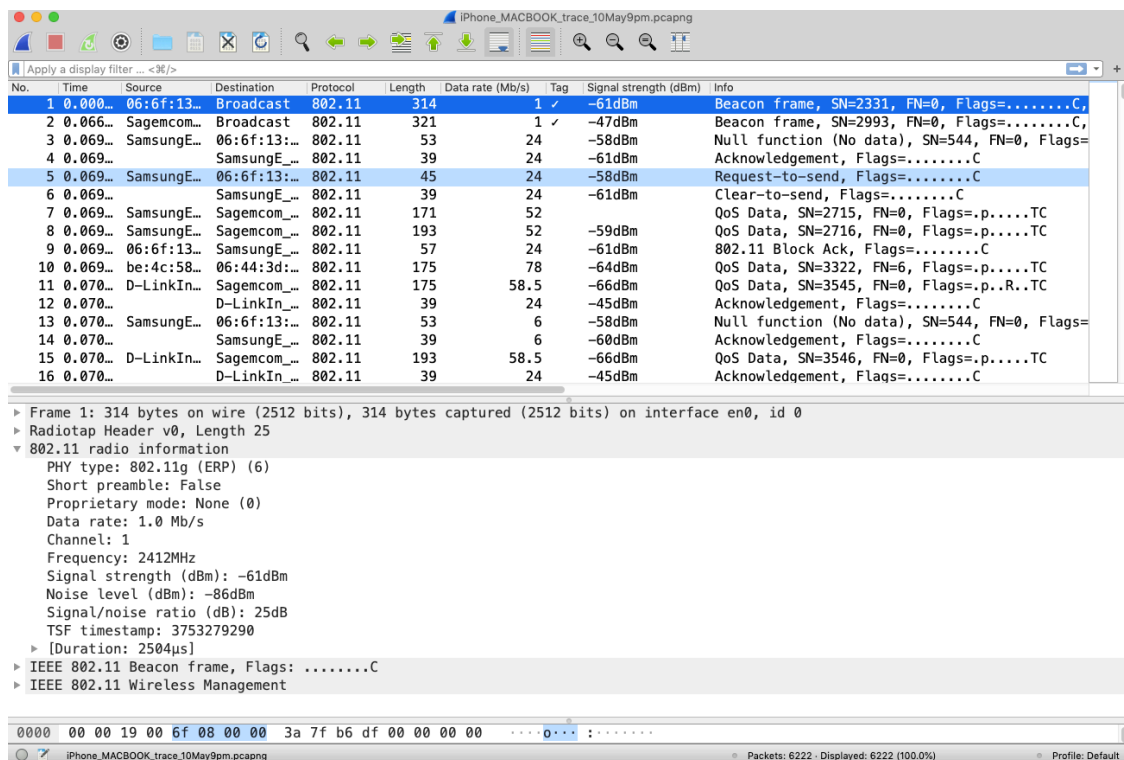 iPhone_MACBOOK_trace_10May9pm.pcapng
Apply a display filter ... <⌘/>
+
No. Time Source Destination Protocol Length Data rate (Mb/s) Tag Signal strength (dBm) Info
1 0.000… 06:6f:13… Broadcast 802.11 314 1 ✓ -61dBm Beacon frame, SN=2331, FN=0, Flags=........C,
2 0.066… Sagemcom… Broadcast 802.11 321 1 ✓ -47dBm Beacon frame, SN=2993, FN=0, Flags=........C,
3 0.069… SamsungE… 06:6f:13:… 802.11 53 24 -58dBm Null function (No data), SN=544, FN=0, Flags=
4 0.069… SamsungE_… 802.11 39 24 -61dBm Acknowledgement, Flags=........C
5 0.069… SamsungE… 06:6f:13:… 802.11 45 24 -58dBm Request-to-send, Flags=........C
6 0.069… SamsungE_… 802.11 39 24 -61dBm Clear-to-send, Flags=........C
7 0.069… SamsungE… Sagemcom_… 802.11 171 52 QoS Data, SN=2715, FN=0, Flags=.p.....TC
8 0.069… SamsungE… Sagemcom_… 802.11 193 52 -59dBm QoS Data, SN=2716, FN=0, Flags=.p.....TC
9 0.069… 06:6f:13… SamsungE_… 802.11 57 24 -61dBm 802.11 Block Ack, Flags=........C
10 0.069… be:4c:58… 06:44:3d:… 802.11 175 78 -64dBm QoS Data, SN=3322, FN=6, Flags=.p.....TC
11 0.070… D-LinkIn… Sagemcom_… 802.11 175 58.5 -66dBm QoS Data, SN=3545, FN=0, Flags=.p..R..TC
12 0.070… D-LinkIn_… 802.11 39 24 -45dBm Acknowledgement, Flags=........C
13 0.070… SamsungE… 06:6f:13:… 802.11 53 6 -58dBm Null function (No data), SN=544, FN=0, Flags=
14 0.070… SamsungE_… 802.11 39 6 -60dBm Acknowledgement, Flags=........C
15 0.070… D-LinkIn… Sagemcom_… 802.11 193 58.5 -66dBm QoS Data, SN=3546, FN=0, Flags=.p.....TC
16 0.070… D-LinkIn_… 802.11 39 24 -45dBm Acknowledgement, Flags=........C
Frame 1: 314 bytes on wire (2512 bits), 314 bytes captured (2512 bits) on interface en0, id 0
Radiotap Header v0, Length 25
802.11 radio information
PHY type: 802.11g (ERP) (6)
Short preamble: False
Proprietary mode: None (0)
Data rate: 1.0 Mb/s
Channel: 1
Frequency: 2412MHz
Signal strength (dBm): -61dBm
Noise level (dBm): -86dBm
Signal/noise ratio (dB): 25dB
TSF timestamp: 3753279290
[Duration: 2504µs]
IEEE 802.11 Beacon frame, Flags: ........C
IEEE 802.11 Wireless Management
0000 00 00 19 00 6f 08 00 00 3a 7f b6 df 00 00 00 00 ····o··· :·······
iPhone_MACBOOK_trace_10May9pm.pcapng Packets: 6222 · Displayed: 6222 (100.0%) Profile: Default